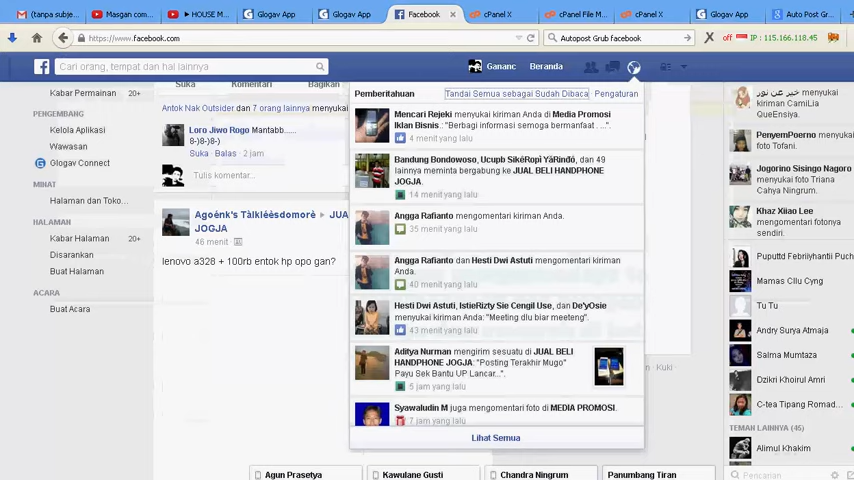 (tanpa subje...
Masgan com...
► HOUSE M...
Glogav App
Glogav App
Facebook
cPanel X
cPanel File M...
cPanel X
Glogav App
Auto Post Gr...
https://www.facebook.com
Autopost Grub facebook
off
IP: 115.166.118.45
Cari orang, tempat dan hal lainnya
Gananc
Beranda
Kabar Permainan 20+
PENGEMBANG
Kelola Aplikasi
Wawasan
Glogav Connect
MINAT
Halaman dan Toko...
HALAMAN
Kabar Halaman 20+
Disarankan
Buat Halaman
ACARA
Buat Acara
Suka Komentari Bagikan
Antok Nak Outsider dan 7 orang lainnya menyukai
Loro Jiwo Rogo Mantabb......
8-)8-)8-)
Suka · Balas · 2 jam
Tulis komentar...
Agoénk's Tàlkléèsdomorè ▸ JUA
JOGJA
46 menit
lenovo a328 + 100rb entok hp opo gan?
Pemberitahuan
Tandai Semua sebagai Sudah Dibaca · Pengaturan
Mencari Rejeki menyukai kiriman Anda di Media Promosi
Iklan Bisnis.: "Berbagi informasi semoga bermanfaat . ...".
4 menit yang lalu
Bandung Bondowoso, Ucupb SikéRopì YäRindó, dan 49
lainnya meminta bergabung ke JUAL BELI HANDPHONE
JOGJA.
14 menit yang lalu
Angga Rafianto mengomentari kiriman Anda.
35 menit yang lalu
Angga Rafianto dan Hesti Dwi Astuti mengomentari kiriman
Anda.
40 menit yang lalu
Hesti Dwi Astuti, IstieRizty Sie Cengil Use, dan De'yOsie
menyukai kiriman Anda: "Meeting dlu biar meeteng".
43 menit yang lalu
Aditya Nurman mengirim sesuatu di JUAL BELI
HANDPHONE JOGJA: "Posting Terakhir Mugo"
Payu Sek Bantu UP Lancar...".
5 jam yang lalu
Syawaludin M juga mengomentari foto di MEDIA PROMOSI.
7 jam yang lalu
Lihat Semua
Kuki ·
Agun Prasetya
Kawulane Gusti
Chandra Ningrum
Panumbang Tiran
خير عن نور menyukai
kiriman CamiLia
QueEnsiya.
PenyemPoerno menyukai
foto Tofani.
Jogorino Sisingo Nagoro
menyukai foto Triana
Cahya Ningrum.
Khaz Xiiao Lee
mengomentari fotonya
sendiri.
Puputtd Febriilyhantii Puch
Mamas Cllu Cyng
Tu Tu
Andry Surya Atmaja
Salma Mumtaza
Dzikri Khoirul Amri
C-tea Tipang Romad...
TEMAN LAINNYA (45)
Alimul Khakim
Pencarian